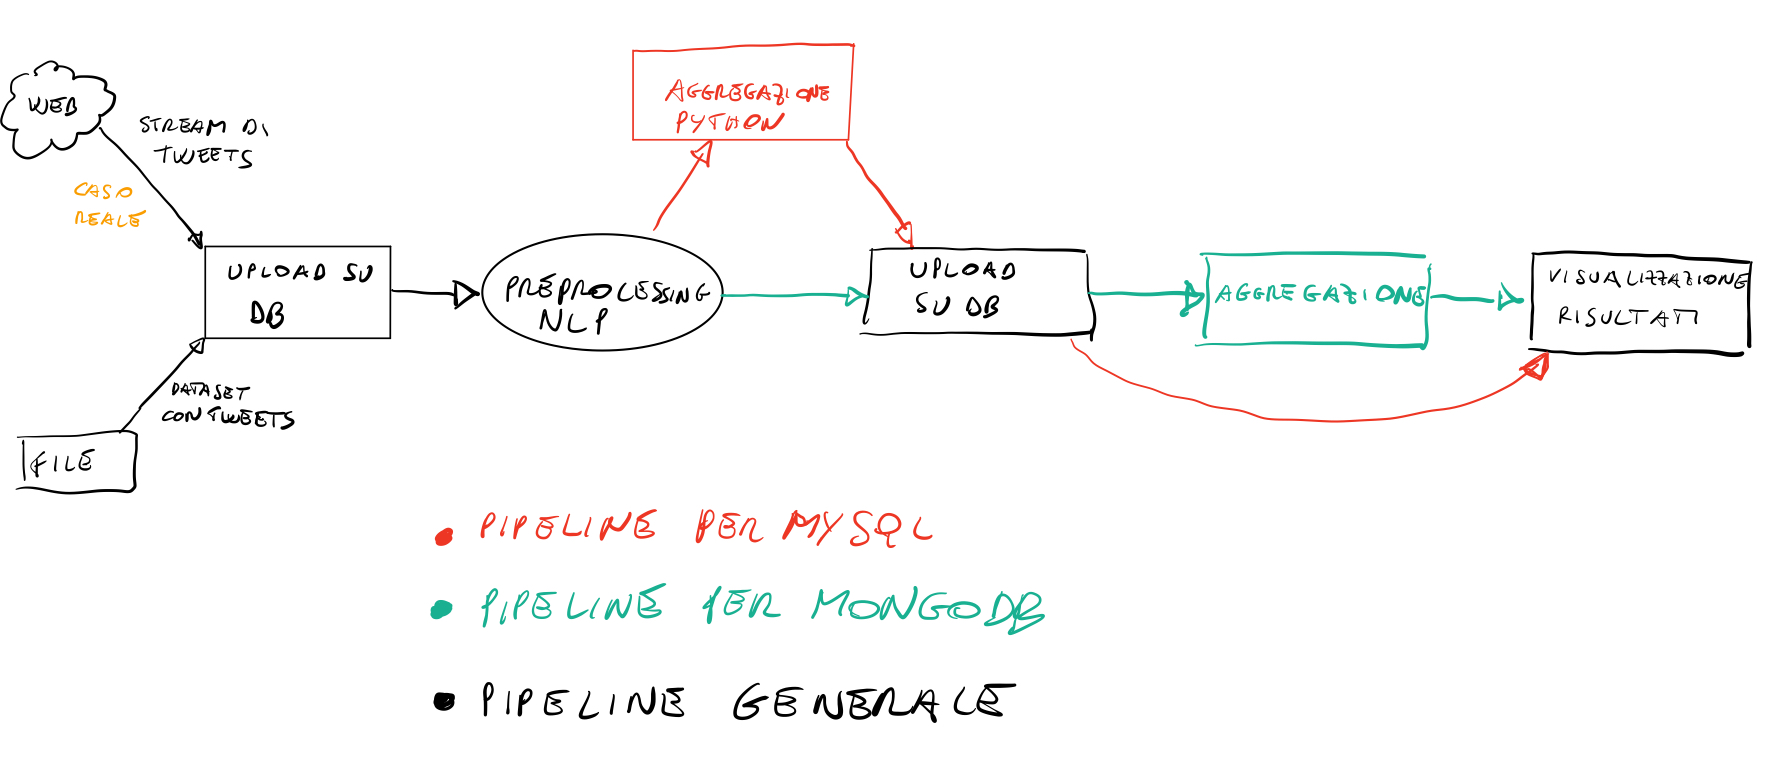 WEB
STREAM DI
TWEETS
CASO
REALE
UPLOAD SU
DB
DATASET
CON TWEETS
FILE
PREPROCESSING
NLP
AGGREGAZIONE
PYTHON
UPLOAD
SU DB
AGGREGAZIONE
VISUALIZZAZIONE
RISULTATI
• PIPELINE PER MYSQL
• PIPELINE PER MONGODB
• PIPELINE GENERALE